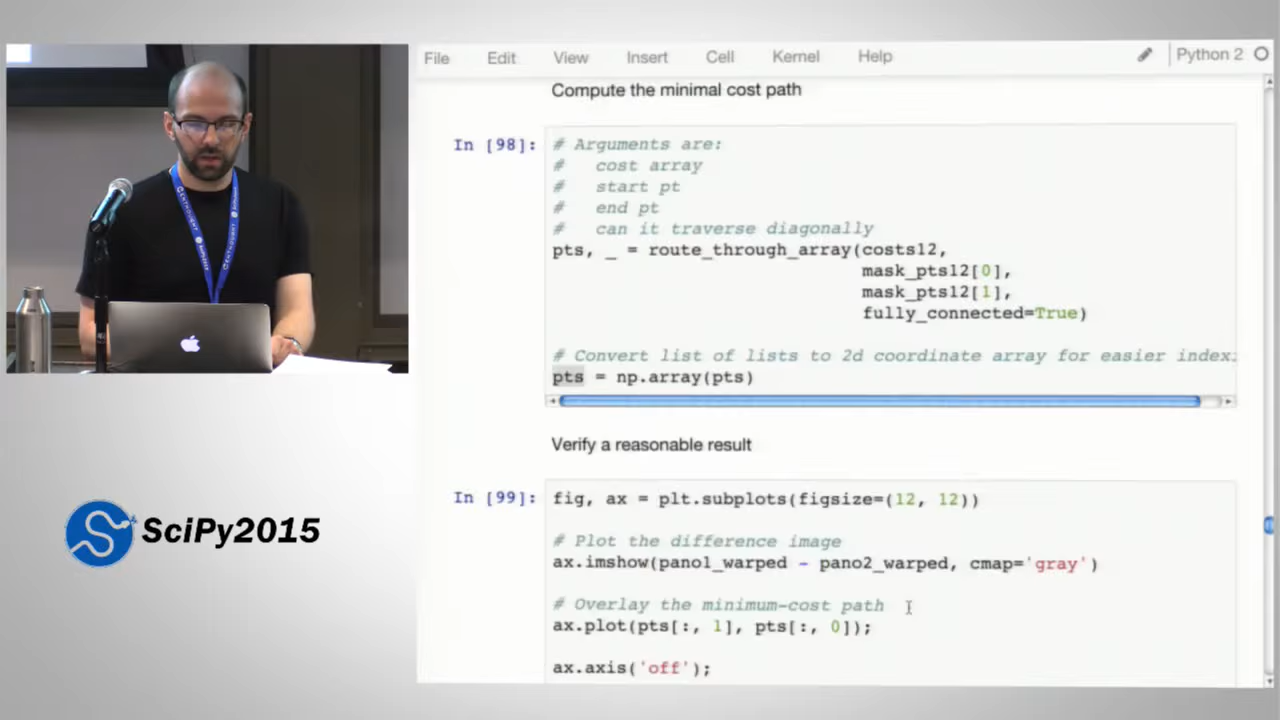 File Edit View Insert Cell Kernel Help Python 2
Compute the minimal cost path
In [98]:
# Arguments are:
#   cost array
#   start pt
#   end pt
#   can it traverse diagonally
pts, _ = route_through_array(costs12,
mask_pts12[0],
mask_pts12[1],
fully_connected=True)
# Convert list of lists to 2d coordinate array for easier index
pts = np.array(pts)
Verify a reasonable result
In [99]:
fig, ax = plt.subplots(figsize=(12, 12))
# Plot the difference image
ax.imshow(pano1_warped - pano2_warped, cmap='gray')
# Overlay the minimum-cost path
ax.plot(pts[:, 1], pts[:, 0]);
ax.axis('off');
SciPy2015
ENTHOUGHT